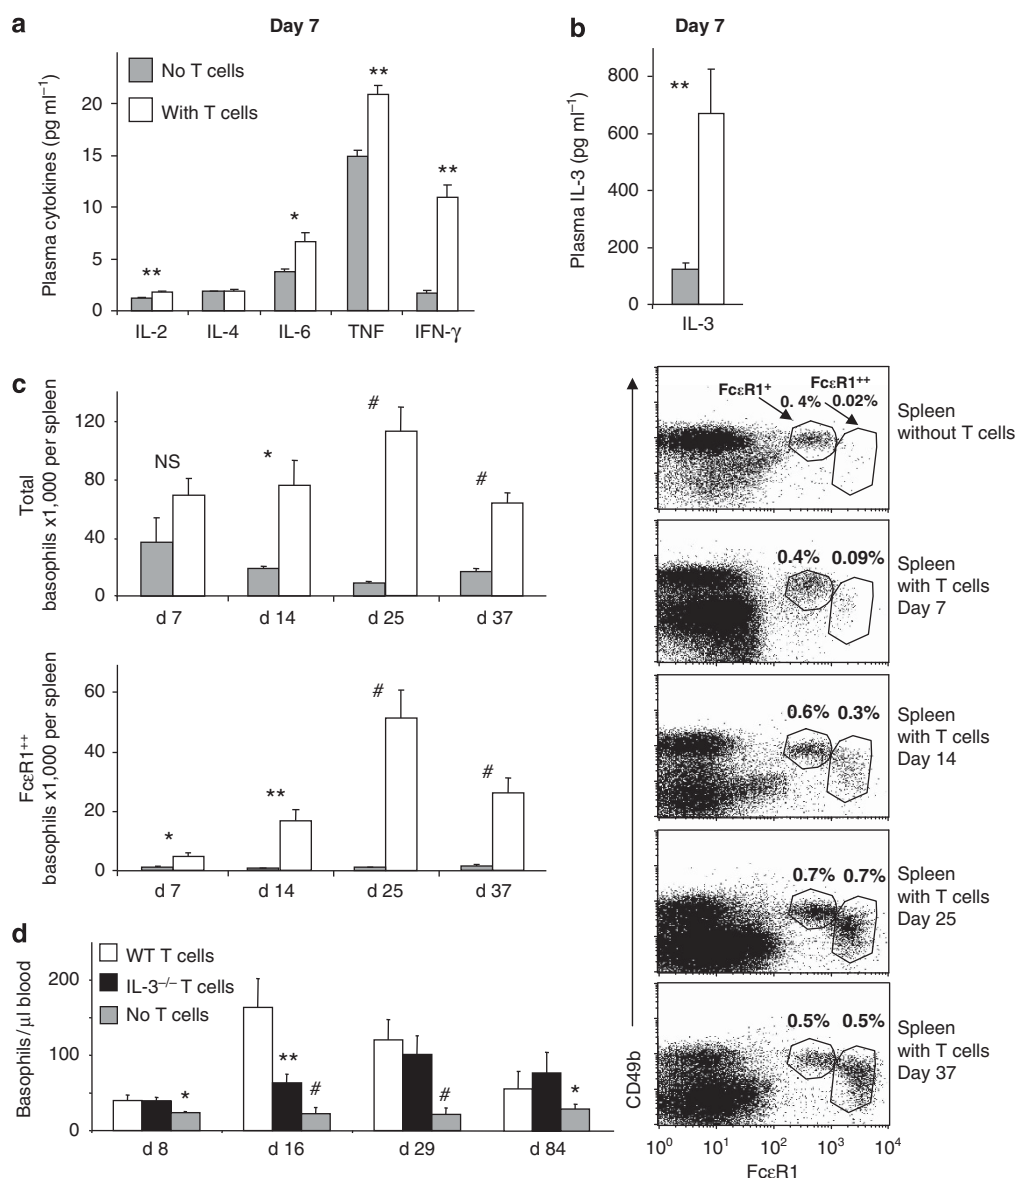 a
Day 7
No T cells
With T cells
Plasma cytokines (pg ml⁻¹)
20
15
10
5
0
**
*
**
**
IL-2
IL-4
IL-6
TNF
IFN-γ
b
Day 7
Plasma IL-3 (pg ml⁻¹)
800
600
400
200
0
**
IL-3
c
Total
basophils x1,000 per spleen
120
80
40
0
NS
*
#
#
d 7
d 14
d 25
d 37
FcεR1⁺⁺
basophils x1,000 per spleen
60
40
20
0
*
**
#
#
d 7
d 14
d 25
d 37
FcεR1⁺
FcεR1⁺⁺
0. 4%
0.02%
Spleen
without T cells
0.4%
0.09%
Spleen
with T cells
Day 7
0.6%
0.3%
Spleen
with T cells
Day 14
0.7%
0.7%
Spleen
with T cells
Day 25
0.5%
0.5%
Spleen
with T cells
Day 37
CD49b
10⁰
10¹
10²
10³
10⁴
FcεR1
d
WT T cells
IL-3⁻/⁻ T cells
No T cells
Basophils/μl blood
200
100
0
*
**
#
#
*
d 8
d 16
d 29
d 84